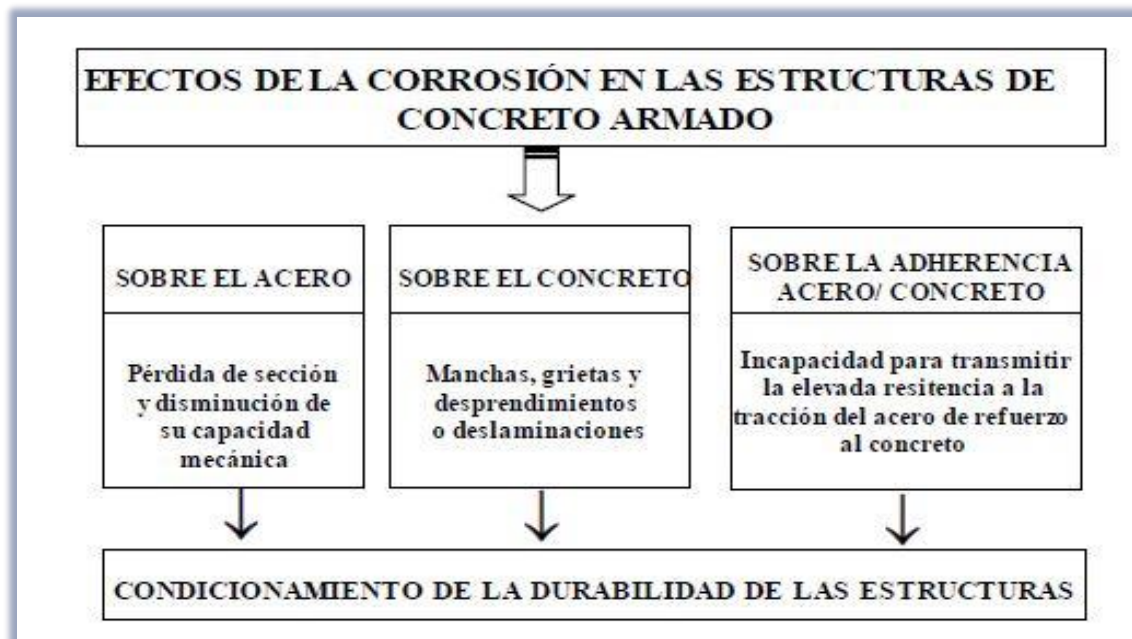 EFECTOS DE LA CORROSIÓN EN LAS ESTRUCTURAS DE
CONCRETO ARMADO
SOBRE EL ACERO
Pérdida de sección
y disminución de
su capacidad
mecánica
SOBRE EL CONCRETO
Manchas, grietas y
desprendimientos
o deslaminaciones
SOBRE LA ADHERENCIA
ACERO/ CONCRETO
Incapacidad para transmitir
la elevada resitencia a la
tracción del acero de refuerzo
al concreto
CONDICIONAMIENTO DE LA DURABILIDAD DE LAS ESTRUCTURAS